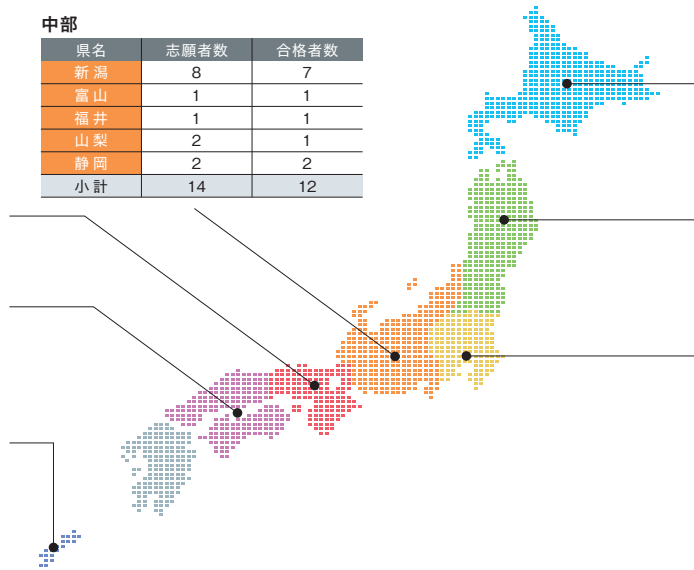 中部
県名 志願者数 合格者数
新潟 8 7
富山 1 1
福井 1 1
山梨 2 1
静岡 2 2
小計 14 12